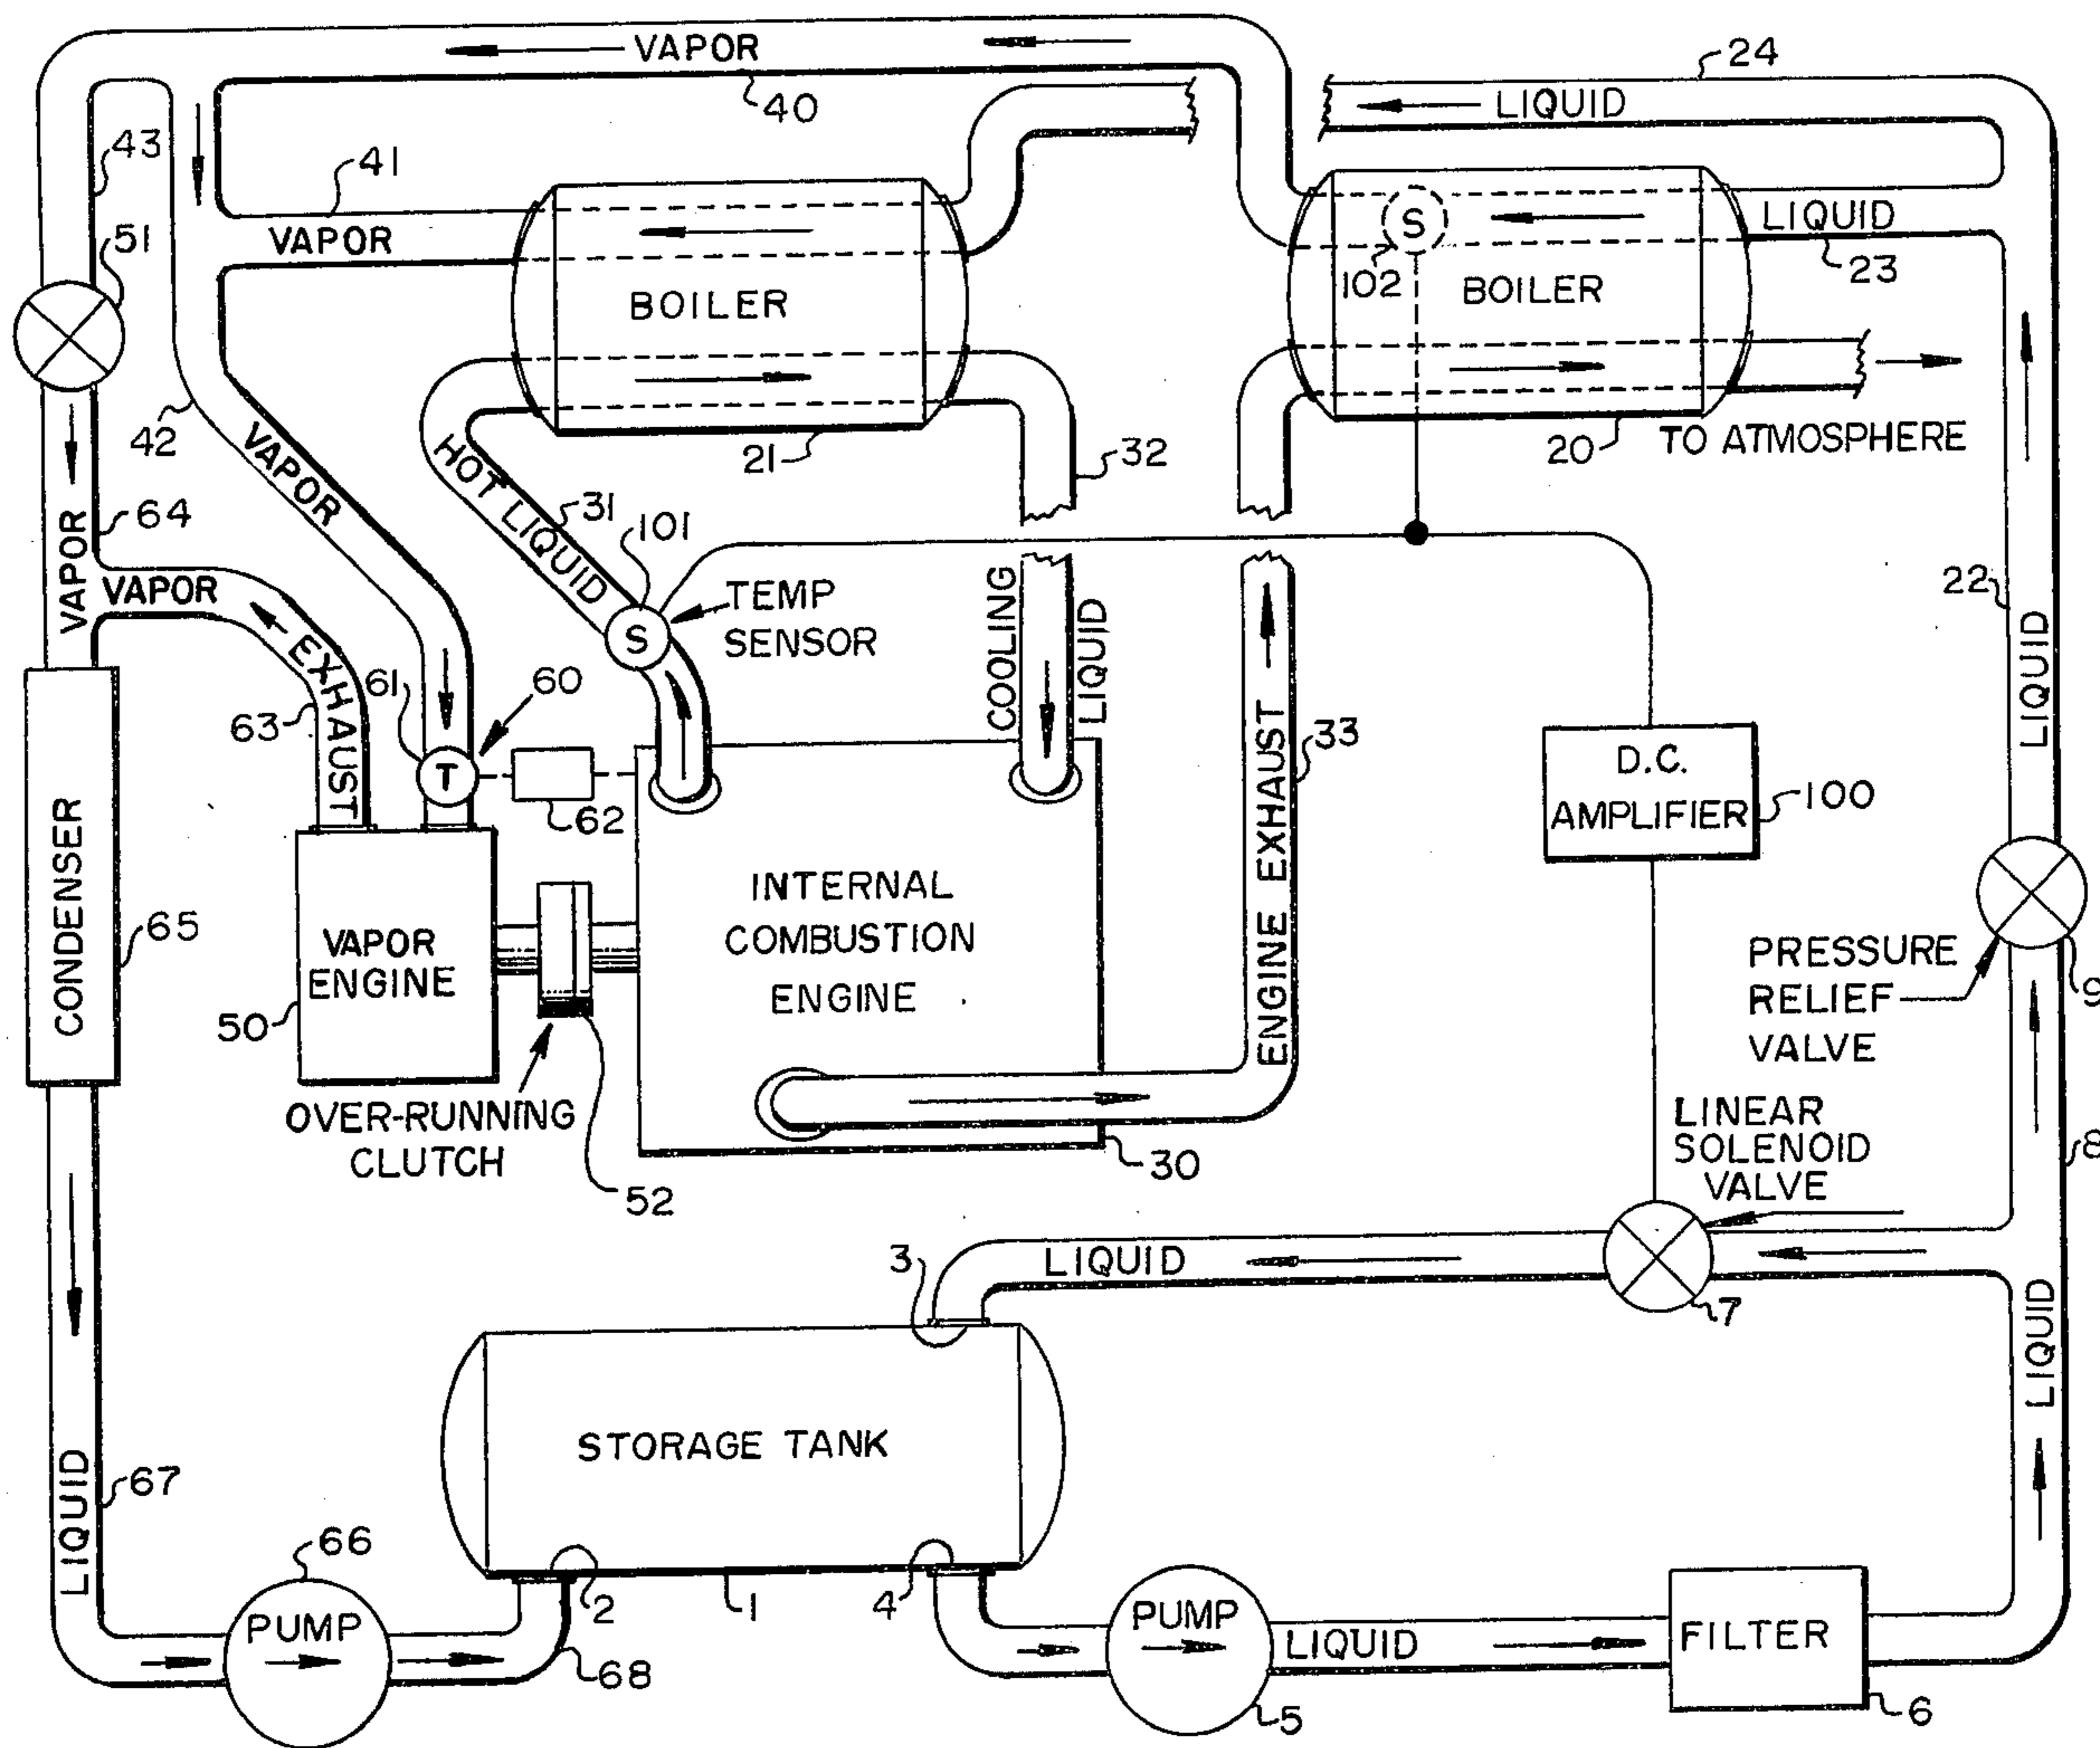 VAPOR
40
24
LIQUID
43
41
VAPOR
LIQUID
23
51
S
102
BOILER
BOILER
42
VAPOR
21
32
20
TO ATMOSPHERE
HOT LIQUID
31
64
VAPOR
VAPOR
101
TEMP
SENSOR
S
COOLING
LIQUID
22
LIQUID
EXHAUST
63
61
60
T
62
33
ENGINE EXHAUST
D.C.
AMPLIFIER
100
CONDENSER
65
VAPOR
ENGINE
50
INTERNAL
COMBUSTION
ENGINE
PRESSURE
RELIEF
VALVE
9
OVER-RUNNING
CLUTCH
52
30
LINEAR
SOLENOID
VALVE
8
3
LIQUID
7
LIQUID
STORAGE TANK
67
LIQUID
66
PUMP
2
1
4
68
PUMP
5
LIQUID
FILTER
6